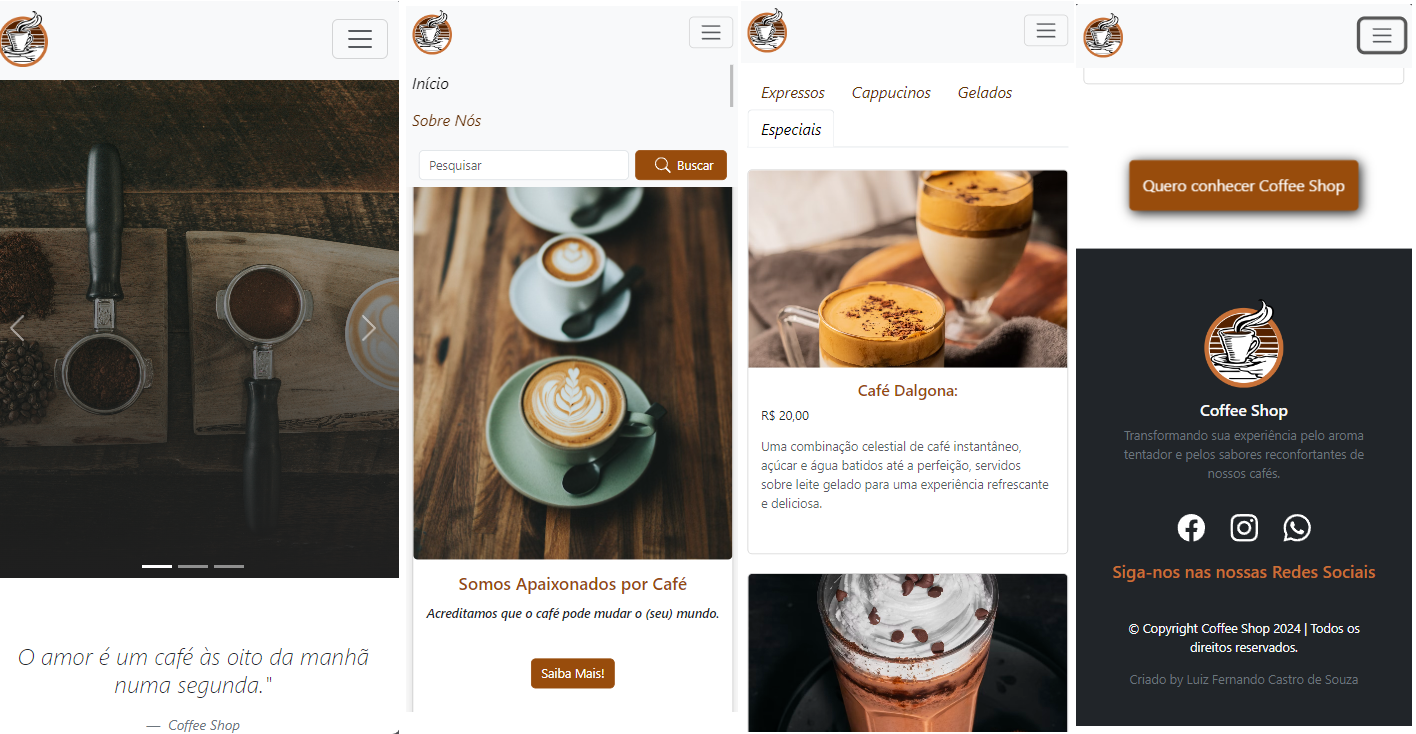 O amor é um café às oito da manhã
numa segunda."
— Coffee Shop
Início
Sobre Nós
Pesquisar
Buscar
Somos Apaixonados por Café
Acreditamos que o café pode mudar o (seu) mundo.
Saiba Mais!
Expressos Cappucinos Gelados
Especiais
Café Dalgona:
R$ 20,00
Uma combinação celestial de café instantâneo,
açúcar e água batidos até a perfeição, servidos
sobre leite gelado para uma experiência refrescante
e deliciosa.
Quero conhecer Coffee Shop
Coffee Shop
Transformando sua experiência pelo aroma
tentador e pelos sabores reconfortantes de
nossos cafés.
Siga-nos nas nossas Redes Sociais
© Copyright Coffee Shop 2024 | Todos os
direitos reservados.
Criado by Luiz Fernando Castro de Souza